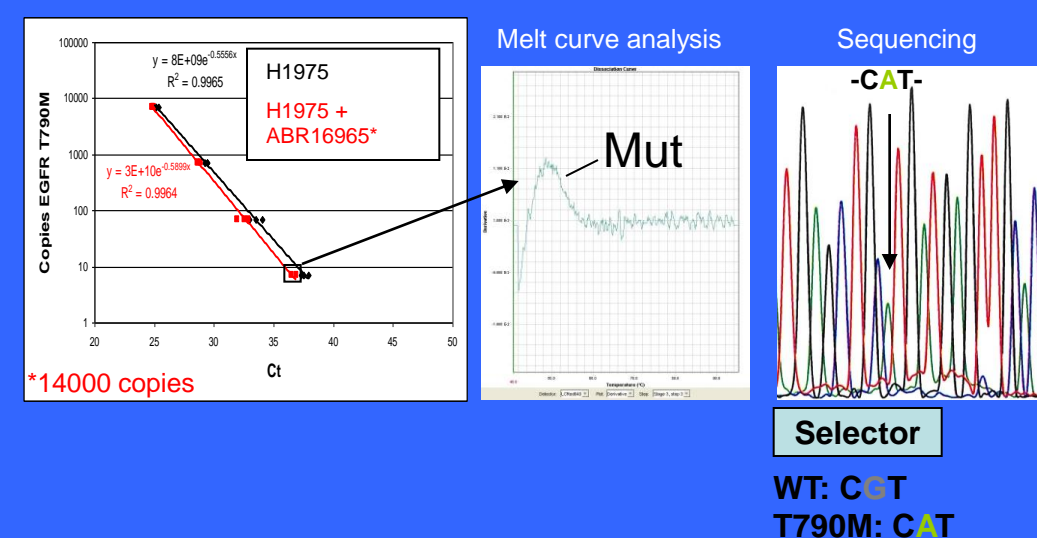 Melt curve analysis
Sequencing
100000
10000
1000
100
10
1
20 25 30 35 40 45 50
Copies EGFR T790M
Ct
y = 8E+09e^-0.5556x
R² = 0.9965
y = 3E+10e^-0.5899x
R² = 0.9964
H1975
H1975 +
ABR16965*
*14000 copies
Dissociation Curve
Mut
Temperature (°C)
-CAT-
Selector
WT: CGT
T790M: CAT